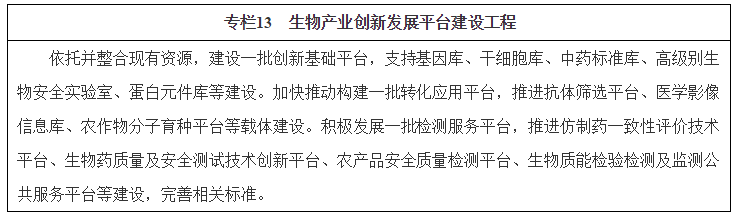 专栏13　生物产业创新发展平台建设工程
依托并整合现有资源，建设一批创新基础平台，支持基因库、干细胞库、中药标准库、高级别生
物安全实验室、蛋白元件库等建设。加快推动构建一批转化应用平台，推进抗体筛选平台、医学影像
信息库、农作物分子育种平台等载体建设。积极发展一批检测服务平台，推进仿制药一致性评价技术
平台、生物药质量及安全测试技术创新平台、农产品安全质量检测平台、生物质能检验检测及监测公
共服务平台等建设，完善相关标准。